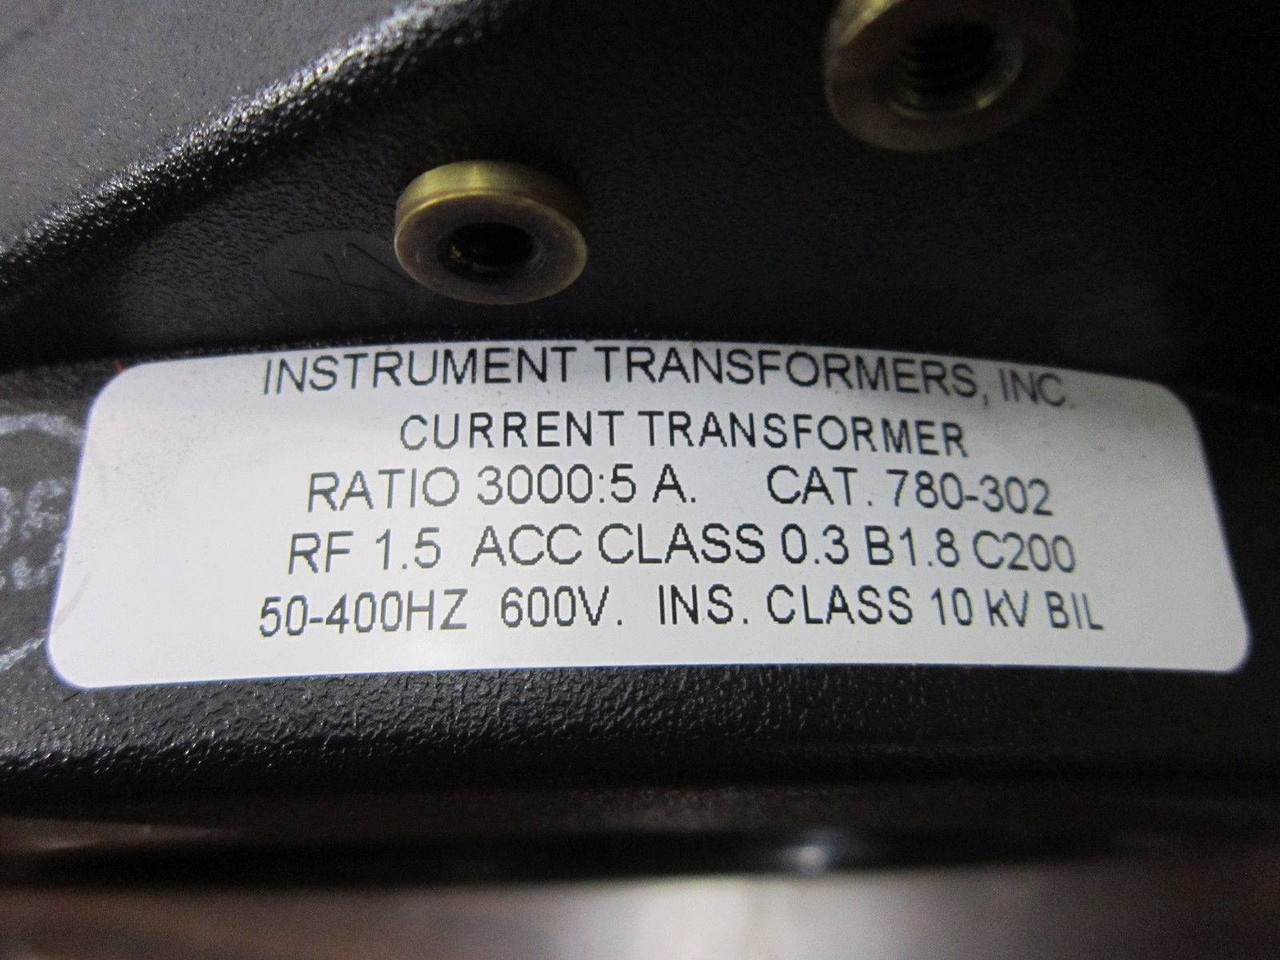 INSTRUMENT TRANSFORMERS, INC.
CURRENT TRANSFORMER
RATIO 3000:5 A. CAT. 780-302
RF 1.5 ACC CLASS 0.3 B1.8 C200
50-400HZ 600V. INS. CLASS 10 kV BIL